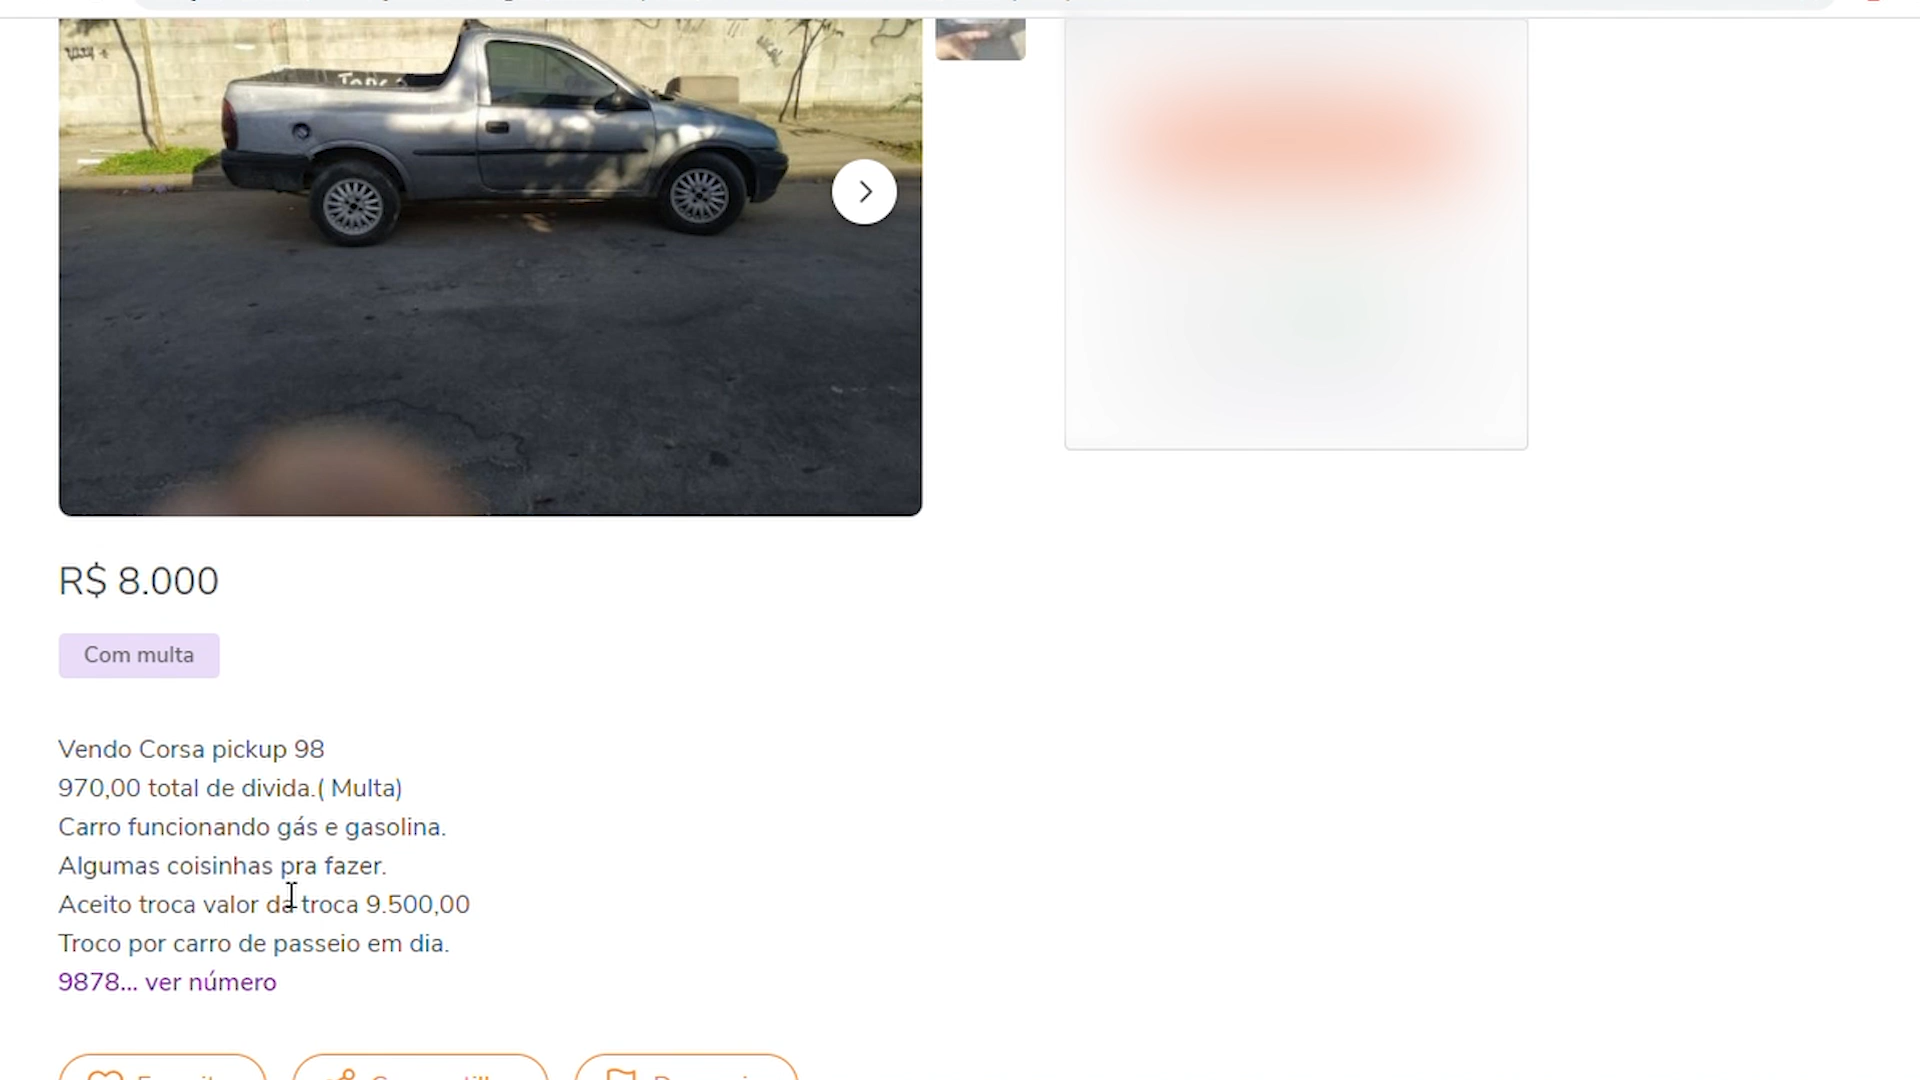 R$ 8.000
Com multa
Vendo Corsa pickup 98
970,00 total de divida.( Multa)
Carro funcionando gás e gasolina.
Algumas coisinhas pra fazer.
Aceito troca valor da troca 9.500,00
Troco por carro de passeio em dia.
9878... ver número